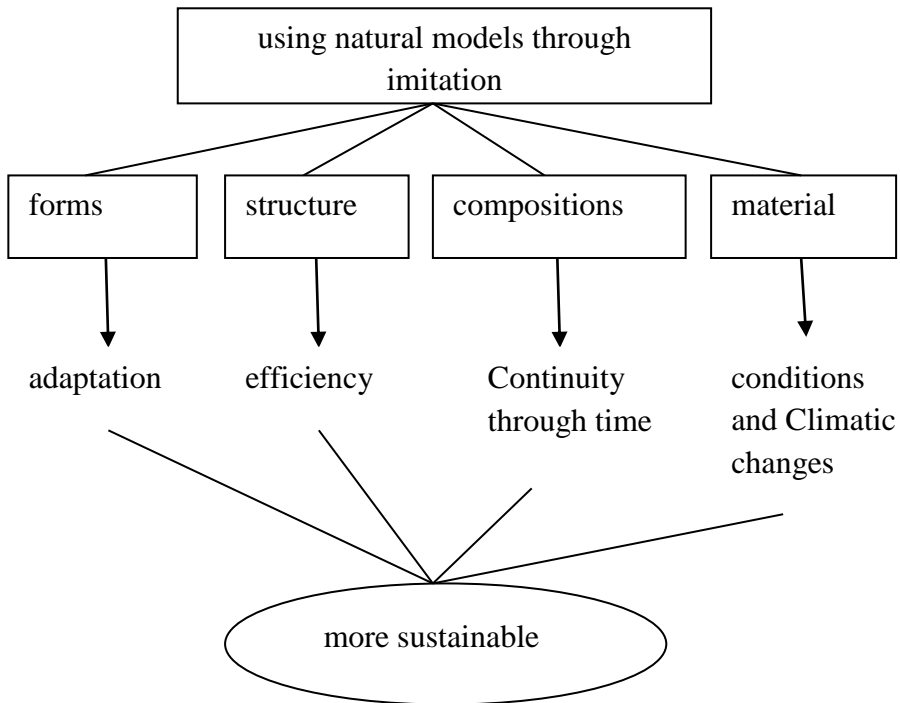 using natural models through
imitation
forms
structure
compositions
material
adaptation
efficiency
Continuity
through time
conditions
and Climatic
changes
more sustainable